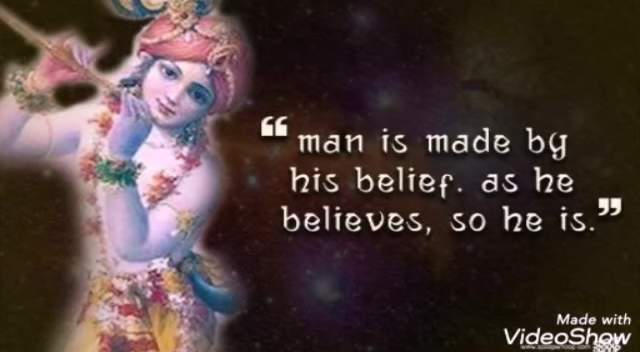 “ man is made by
his belief. as he
believes, so he is.”
Made with
VideoShow